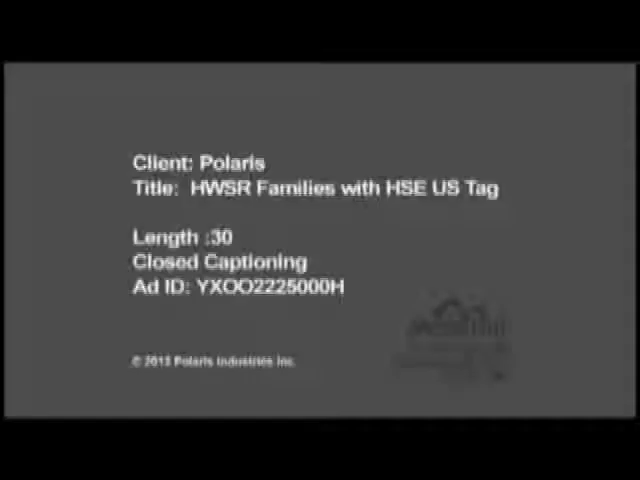 Client: Polaris
Title: HWSR Families with HSE US Tag
Length :30
Closed Captioning
Ad ID: YXOO2225000H
© 2013 Polaris Industries Inc.